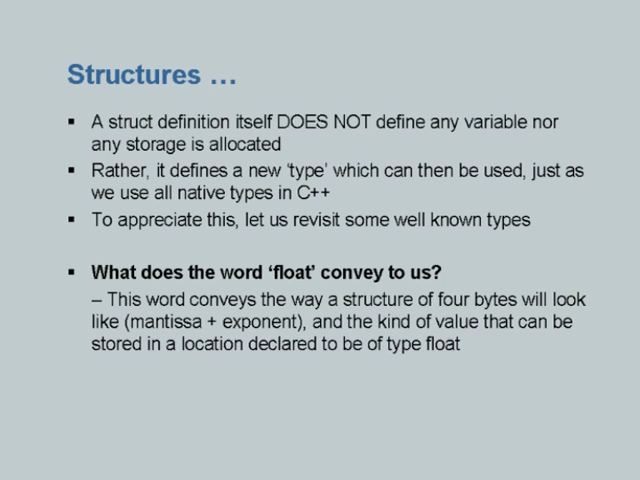 Structures …
▪ A struct definition itself DOES NOT define any variable nor
any storage is allocated
▪ Rather, it defines a new ‘type’ which can then be used, just as
we use all native types in C++
▪ To appreciate this, let us revisit some well known types
▪ What does the word ‘float’ convey to us?
– This word conveys the way a structure of four bytes will look
like (mantissa + exponent), and the kind of value that can be
stored in a location declared to be of type float